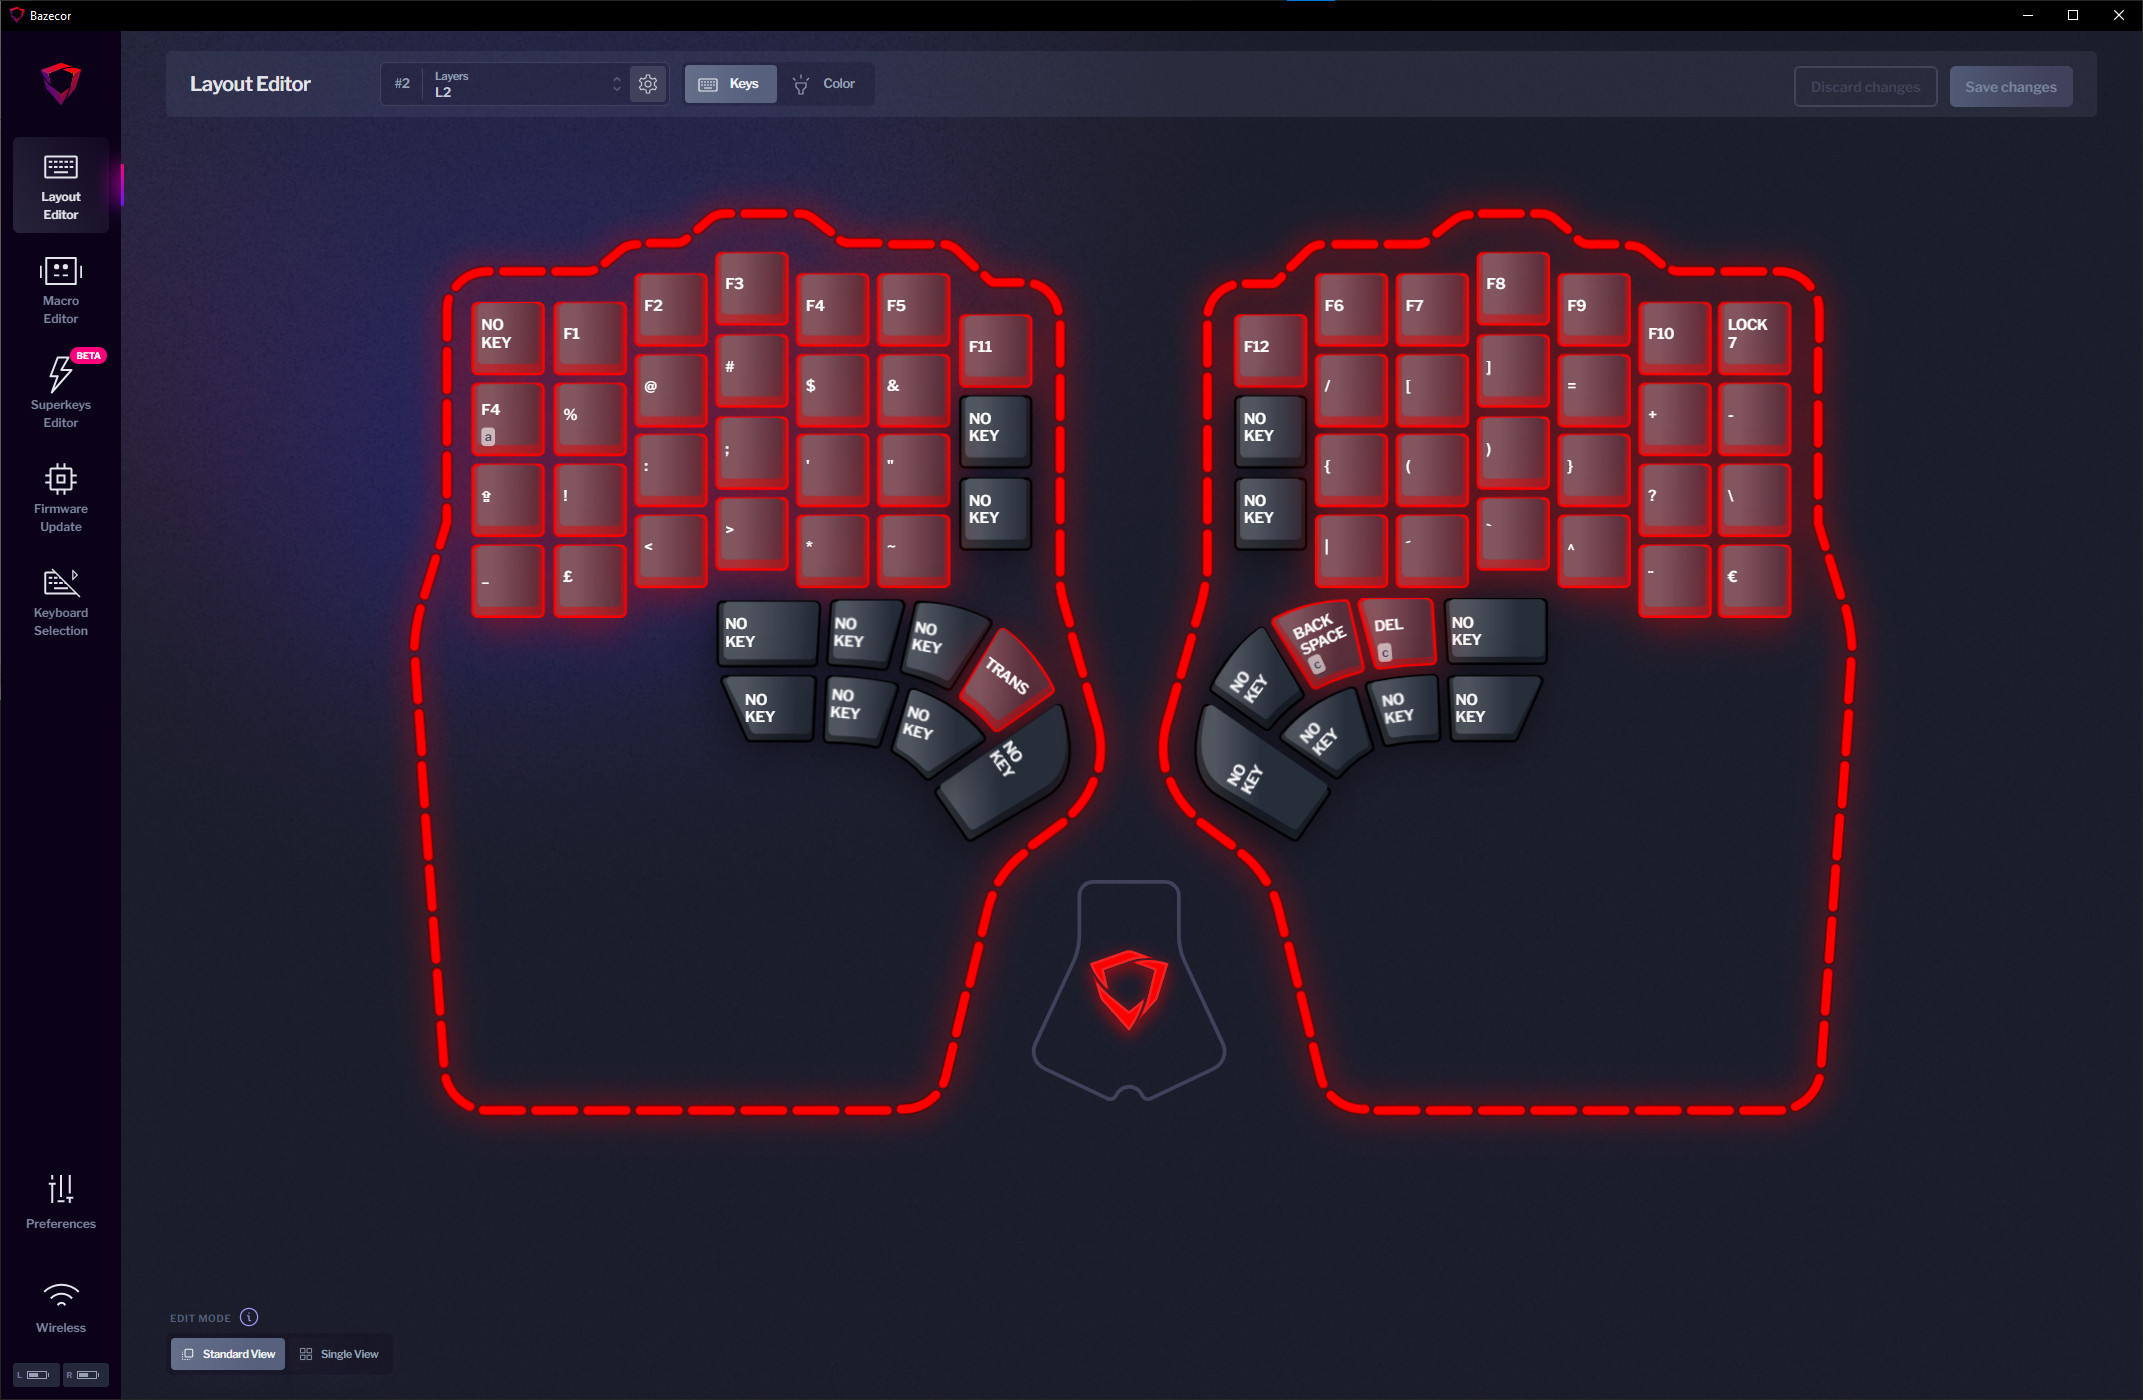 Bazecor
Layout Editor
#2
Layers
L2
Keys
Color
Discard changes
Save changes
Layout
Editor
Macro
Editor
BETA
Superkeys
Editor
Firmware
Update
Keyboard
Selection
Preferences
Wireless
L
R
NO
KEY
F1
F2
F3
F4
F5
F11
F4
a
%
@
#
$
&
NO
KEY
⇪
!
:
;
'
"
NO
KEY
_
£
<
>
*
~
NO
KEY
NO
KEY
NO
KEY
TRANS
NO
KEY
NO
KEY
NO
KEY
NO
KEY
F12
F6
F7
F8
F9
F10
LOCK
7
NO
KEY
/
[
]
=
+
-
NO
KEY
{
(
)
}
?
\
|
´
`
^
¨
€
NO
KEY
BACK
SPACE
c
DEL
c
NO
KEY
NO
KEY
NO
KEY
NO
KEY
NO
KEY
EDIT MODE
i
Standard View
Single View